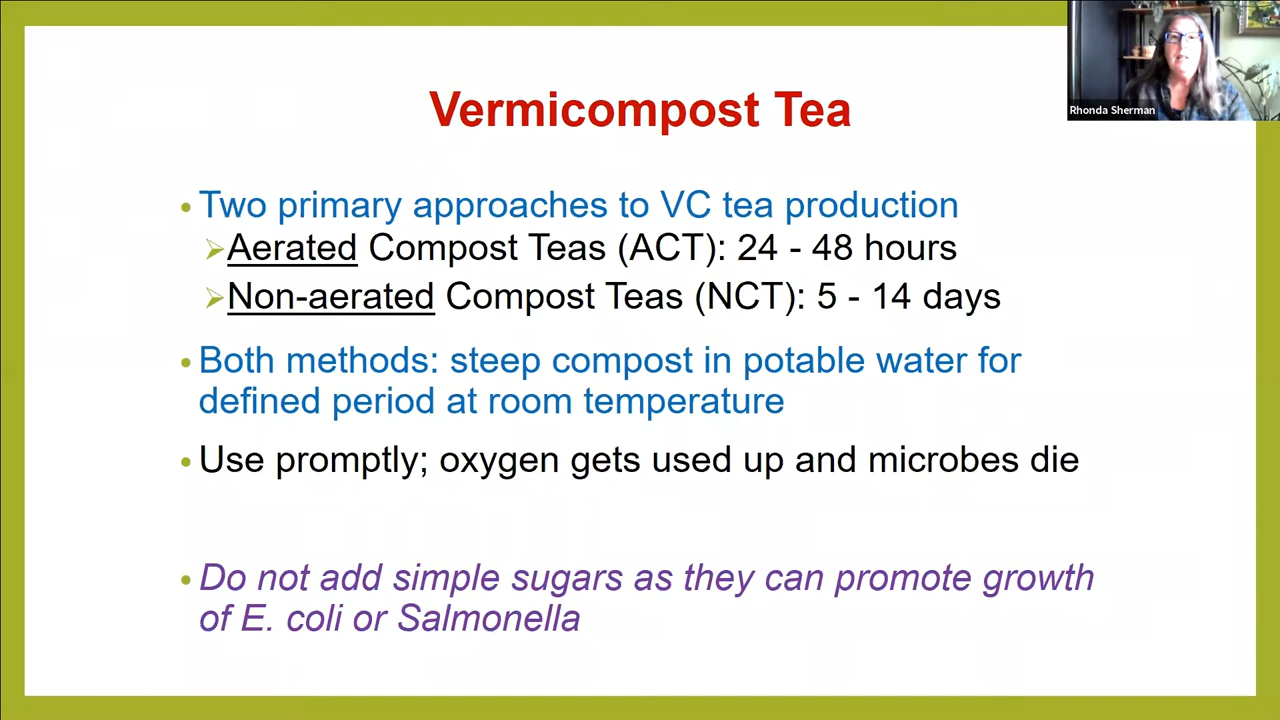 Rhonda Sherman
Vermicompost Tea
• Two primary approaches to VC tea production
➢Aerated Compost Teas (ACT): 24 - 48 hours
➢Non-aerated Compost Teas (NCT): 5 - 14 days
• Both methods: steep compost in potable water for
defined period at room temperature
• Use promptly; oxygen gets used up and microbes die
• Do not add simple sugars as they can promote growth
of E. coli or Salmonella